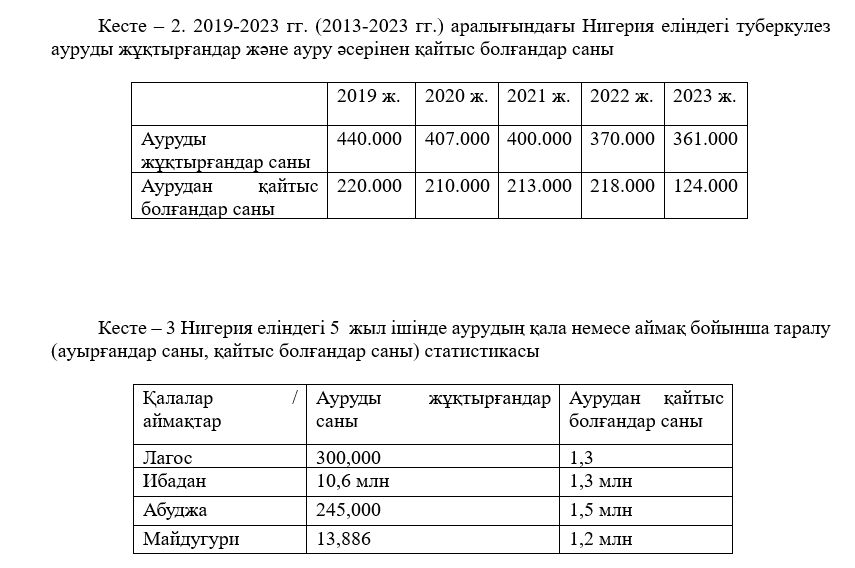 Кесте – 2. 2019-2023 гг. (2013-2023 гг.) аралығындағы Нигерия еліндегі туберкулез
ауруды жұқтырғандар және ауру әсерінен қайтыс болғандар саны
2019 ж. 2020 ж. 2021 ж. 2022 ж. 2023 ж.
Ауруды жұқтырғандар саны 440.000 407.000 400.000 370.000 361.000
Аурудан қайтыс болғандар саны 220.000 210.000 213.000 218.000 124.000
Кесте – 3 Нигерия еліндегі 5 жыл ішінде аурудың қала немесе аймақ бойынша таралу
(ауырғандар саны, қайтыс болғандар саны) статистикасы
Қалалар / аймақтар Ауруды жұқтырғандар саны Аурудан қайтыс болғандар саны
Лагос 300,000 1,3
Ибадан 10,6 млн 1,3 млн
Абуджа 245,000 1,5 млн
Майдугури 13,886 1,2 млн